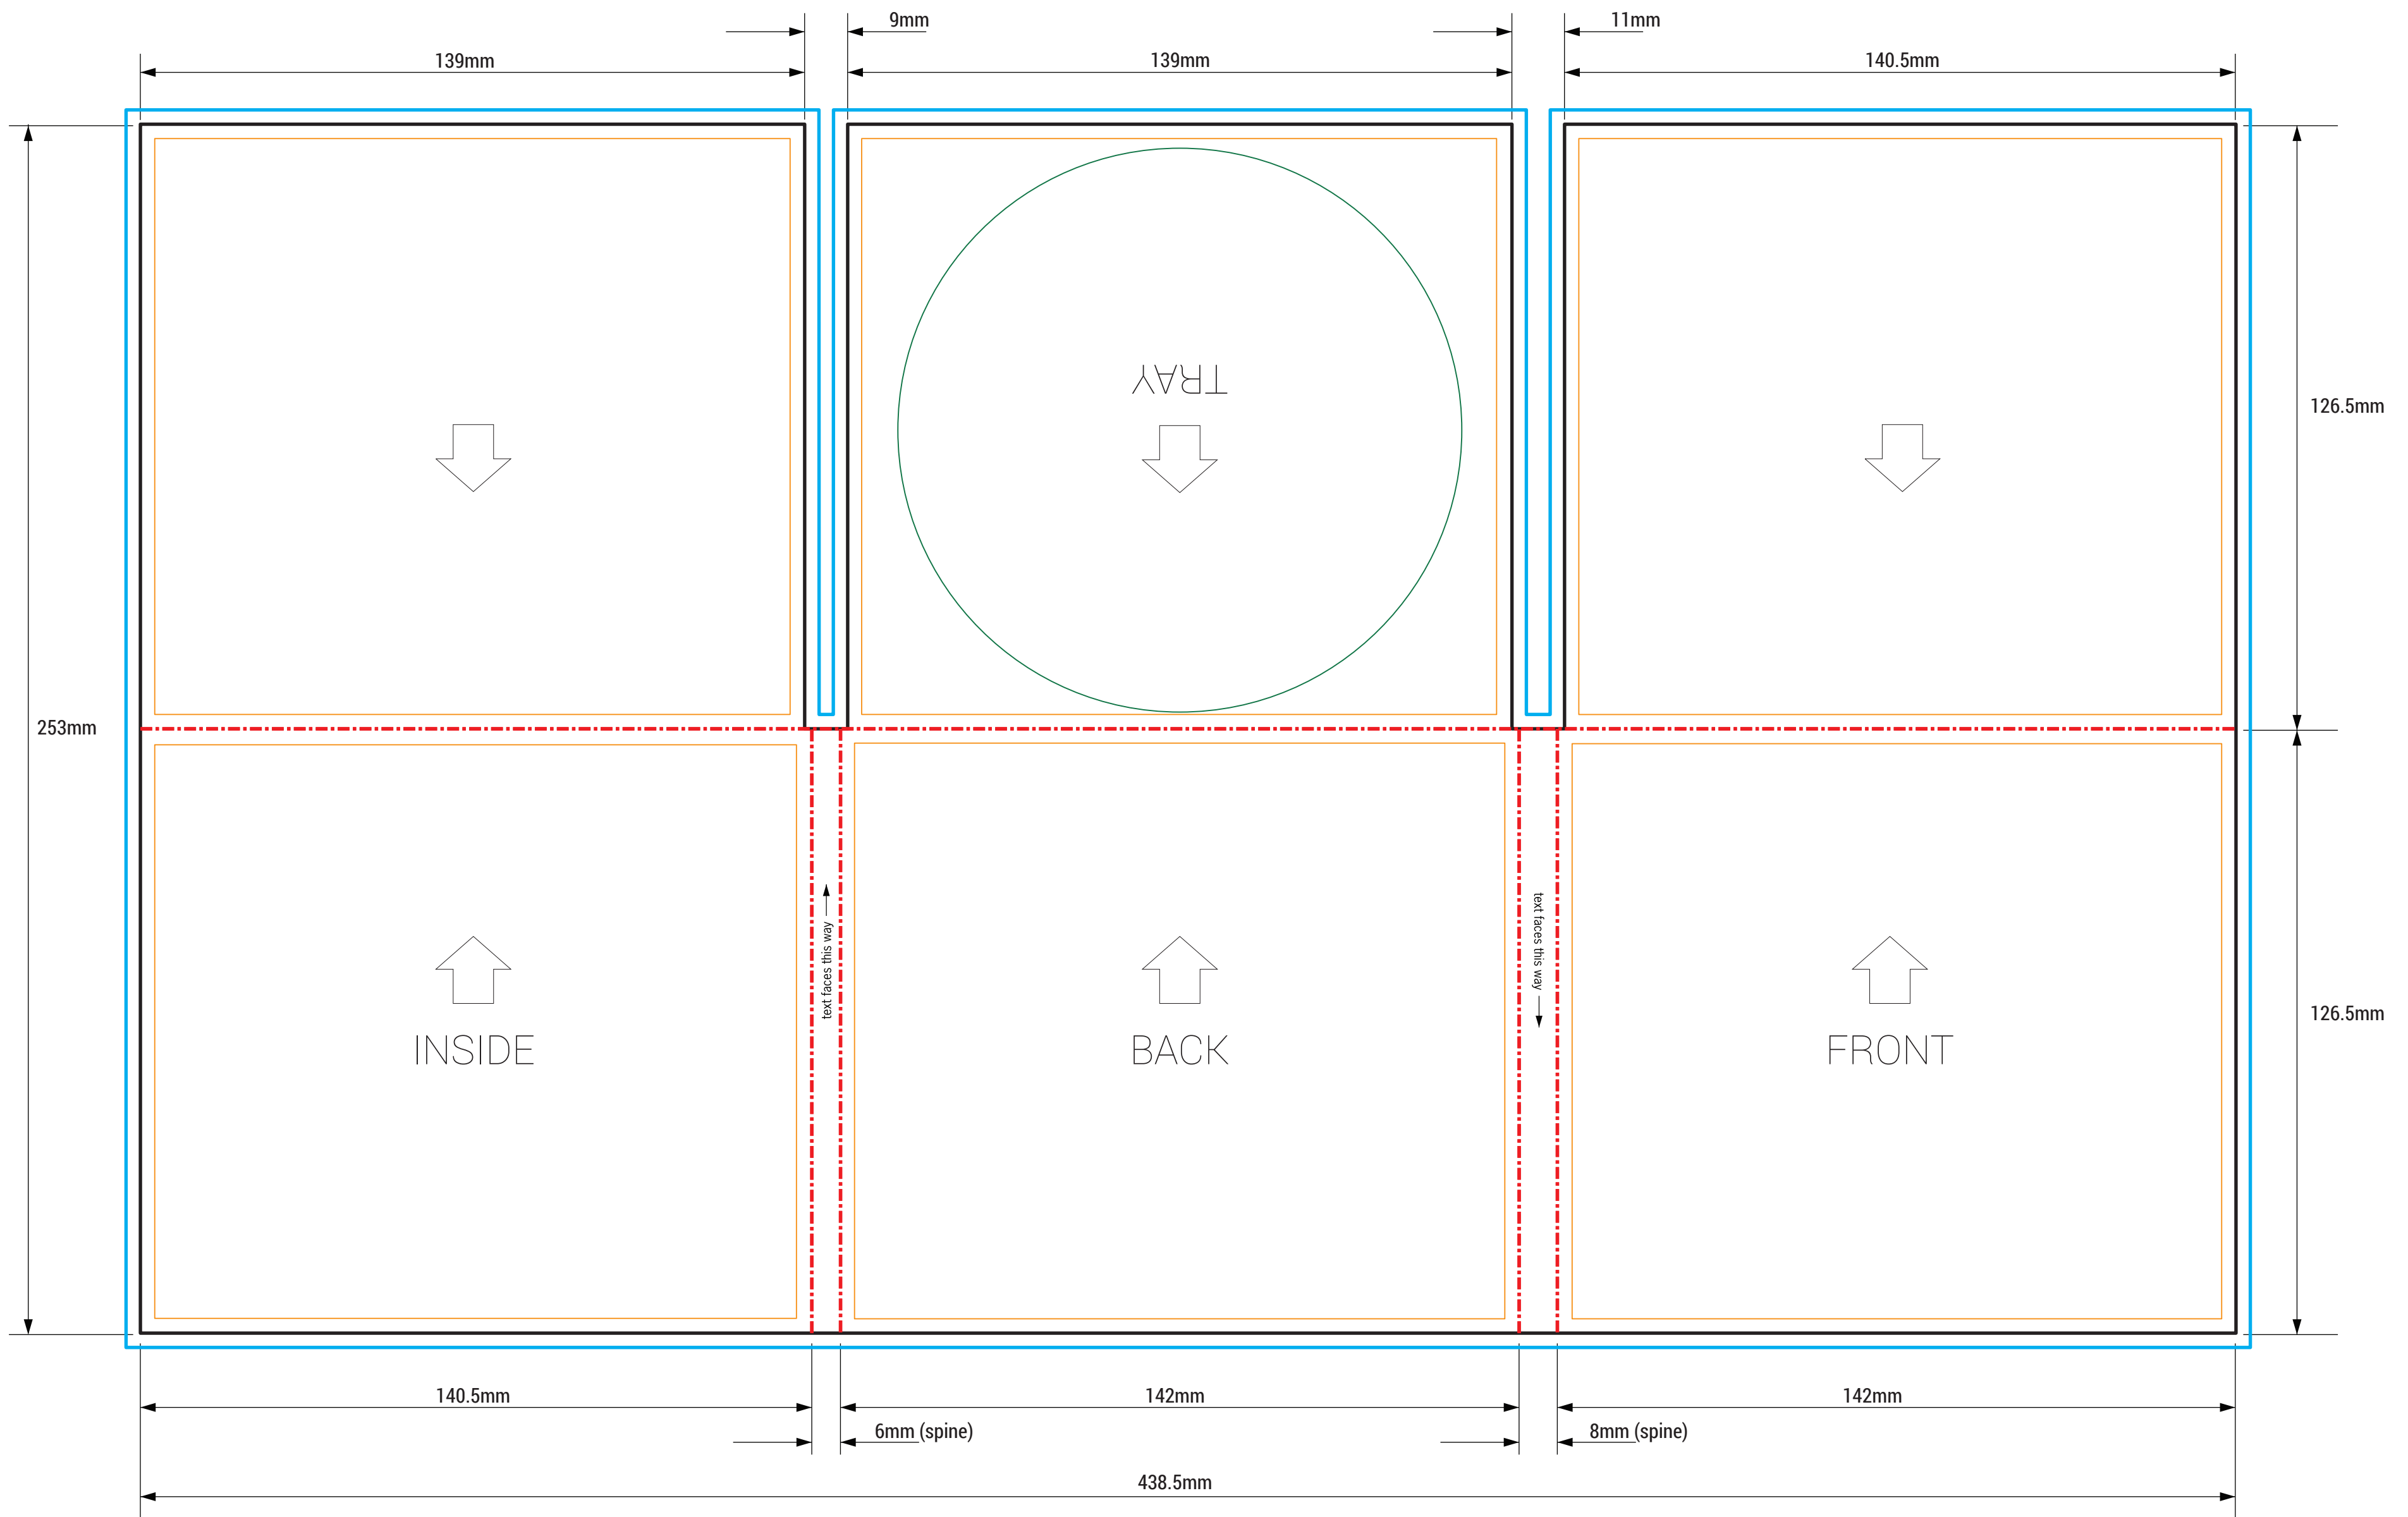 9mm
11mm
139mm
139mm
140.5mm
TRAY
126.5mm
253mm
text faces this way
text faces this way
126.5mm
INSIDE
BACK
FRONT
140.5mm
142mm
142mm
6mm (spine)
8mm (spine)
438.5mm